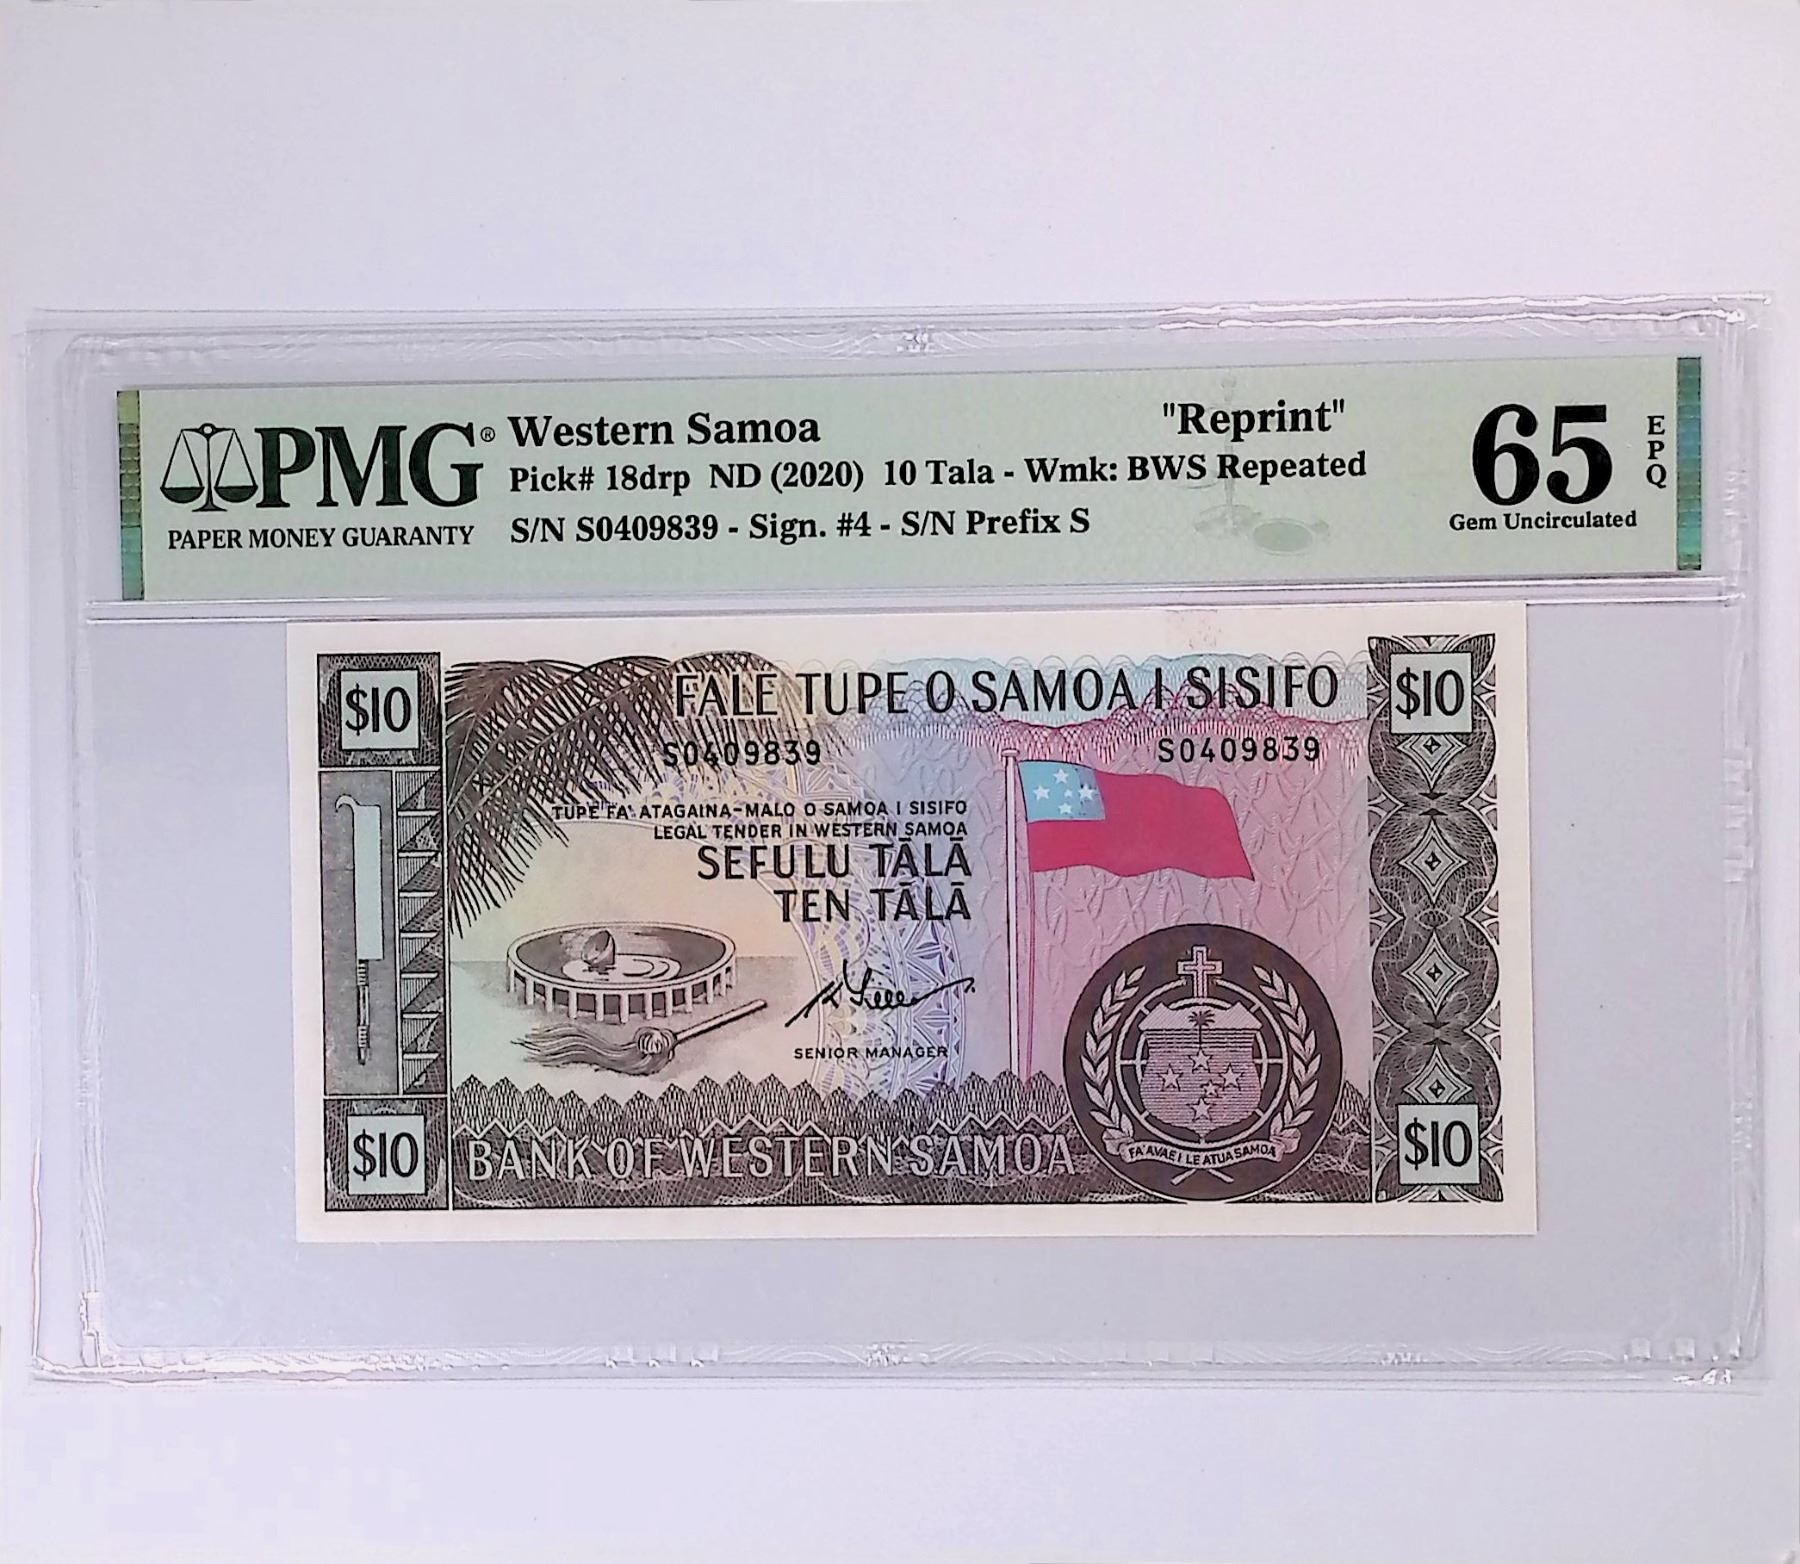 PMG®
PAPER MONEY GUARANTY
Western Samoa "Reprint"
Pick# 18drp ND (2020) 10 Tala - Wmk: BWS Repeated
S/N S0409839 - Sign. #4 - S/N Prefix S
65
EPQ
Gem Uncirculated
$10
FALE TUPE O SAMOA I SISIFO
$10
S0409839
S0409839
TUPE FA'ATAGAINA-MALO O SAMOA I SISIFO
LEGAL TENDER IN WESTERN SAMOA
SEFULU TĀLĀ
TEN TĀLĀ
SENIOR MANAGER
$10
BANK OF WESTERN SAMOA
FA'AVAE I LE ATUA SAMOA
$10